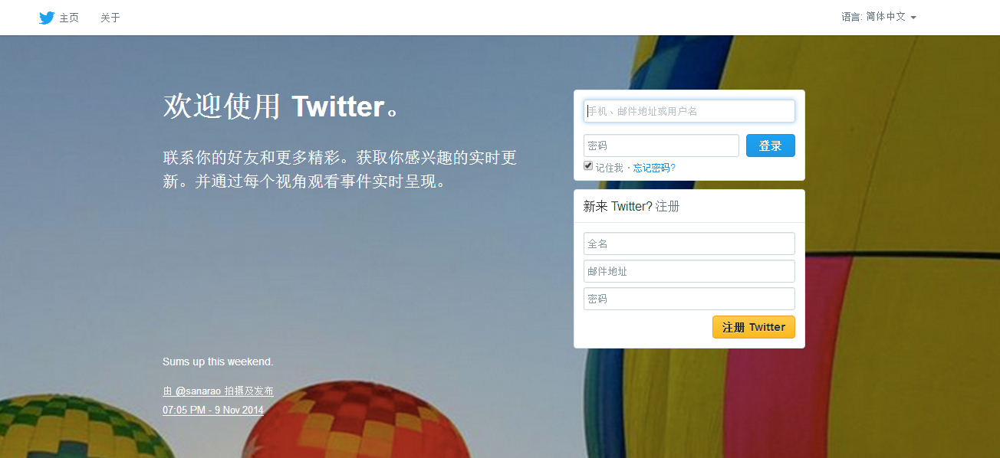 主页
关于
语言: 简体中文
欢迎使用 Twitter。
联系你的好友和更多精彩。获取你感兴趣的实时更
新。并通过每个视角观看事件实时呈现。
手机、邮件地址或用户名
密码
登录
记住我 · 忘记密码?
新来 Twitter? 注册
全名
邮件地址
密码
注册 Twitter
Sums up this weekend.
由 @sanarao 拍摄及发布
07:05 PM - 9 Nov 2014